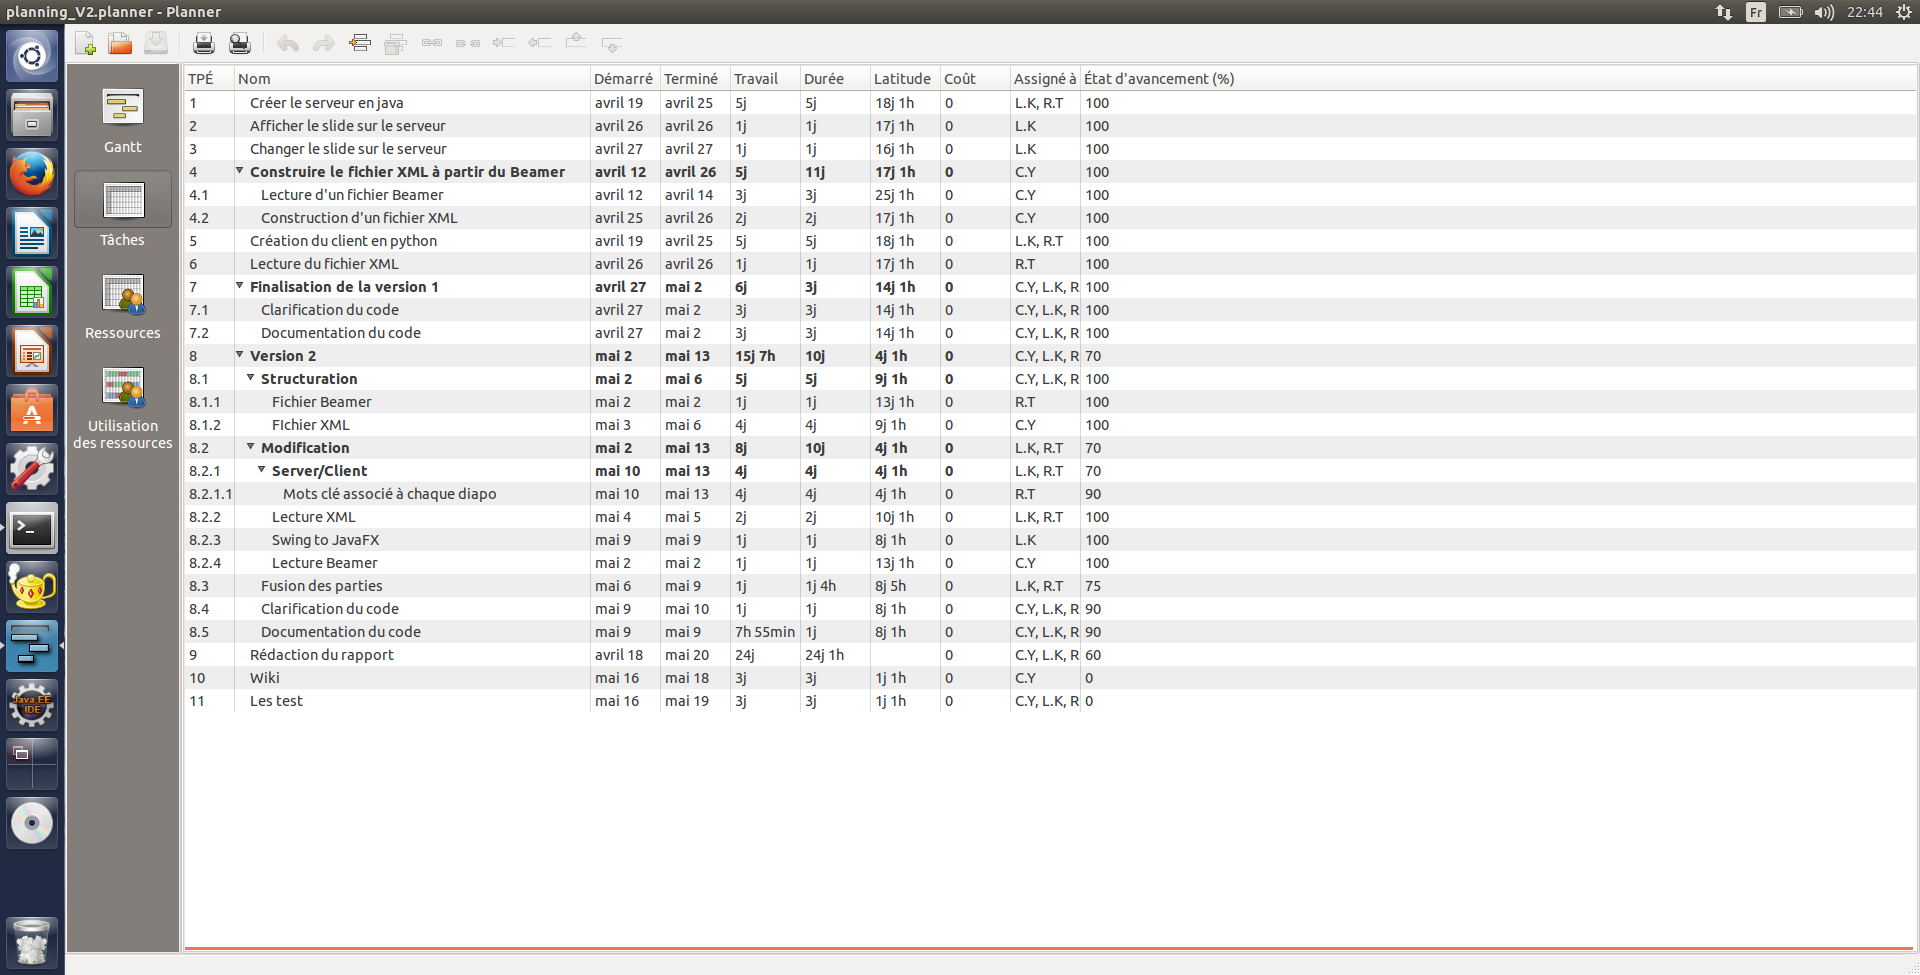 planning_V2.planner - Planner
Fr
22:44
Gantt
Tâches
Ressources
Utilisation
des ressources
TPÉ Nom Démarré Terminé Travail Durée Latitude Coût Assigné à État d'avancement (%)
1 Créer le serveur en java avril 19 avril 25 5j 5j 18j 1h 0 L.K, R.T 100
2 Afficher le slide sur le serveur avril 26 avril 26 1j 1j 17j 1h 0 L.K 100
3 Changer le slide sur le serveur avril 27 avril 27 1j 1j 16j 1h 0 L.K 100
4 Construire le fichier XML à partir du Beamer avril 12 avril 26 5j 11j 17j 1h 0 C.Y 100
4.1 Lecture d'un fichier Beamer avril 12 avril 14 3j 3j 25j 1h 0 C.Y 100
4.2 Construction d'un fichier XML avril 25 avril 26 2j 2j 17j 1h 0 C.Y 100
5 Création du client en python avril 19 avril 25 5j 5j 18j 1h 0 L.K, R.T 100
6 Lecture du fichier XML avril 26 avril 26 1j 1j 17j 1h 0 R.T 100
7 Finalisation de la version 1 avril 27 mai 2 6j 3j 14j 1h 0 C.Y, L.K, R 100
7.1 Clarification du code avril 27 mai 2 3j 3j 14j 1h 0 C.Y, L.K, R 100
7.2 Documentation du code avril 27 mai 2 3j 3j 14j 1h 0 C.Y, L.K, R 100
8 Version 2 mai 2 mai 13 15j 7h 10j 4j 1h 0 C.Y, L.K, R 70
8.1 Structuration mai 2 mai 6 5j 5j 9j 1h 0 C.Y, L.K, R 100
8.1.1 Fichier Beamer mai 2 mai 2 1j 1j 13j 1h 0 R.T 100
8.1.2 FIchier XML mai 3 mai 6 4j 4j 9j 1h 0 C.Y 100
8.2 Modification mai 2 mai 13 8j 10j 4j 1h 0 L.K, R.T 70
8.2.1 Server/Client mai 10 mai 13 4j 4j 4j 1h 0 L.K, R.T 70
8.2.1.1 Mots clé associé à chaque diapo mai 10 mai 13 4j 4j 4j 1h 0 R.T 90
8.2.2 Lecture XML mai 4 mai 5 2j 2j 10j 1h 0 L.K, R.T 100
8.2.3 Swing to JavaFX mai 9 mai 9 1j 1j 8j 1h 0 L.K 100
8.2.4 Lecture Beamer mai 2 mai 2 1j 1j 13j 1h 0 C.Y 100
8.3 Fusion des parties mai 6 mai 9 1j 1j 4h 8j 5h 0 L.K, R.T 75
8.4 Clarification du code mai 9 mai 10 1j 1j 8j 1h 0 C.Y, L.K, R 90
8.5 Documentation du code mai 9 mai 9 7h 55min 1j 8j 1h 0 C.Y, L.K, R 90
9 Rédaction du rapport avril 18 mai 20 24j 24j 1h 0 C.Y, L.K, R 60
10 Wiki mai 16 mai 18 3j 3j 1j 1h 0 C.Y 0
11 Les test mai 16 mai 19 3j 3j 1j 1h 0 C.Y, L.K, R 0
Java EE
IDE